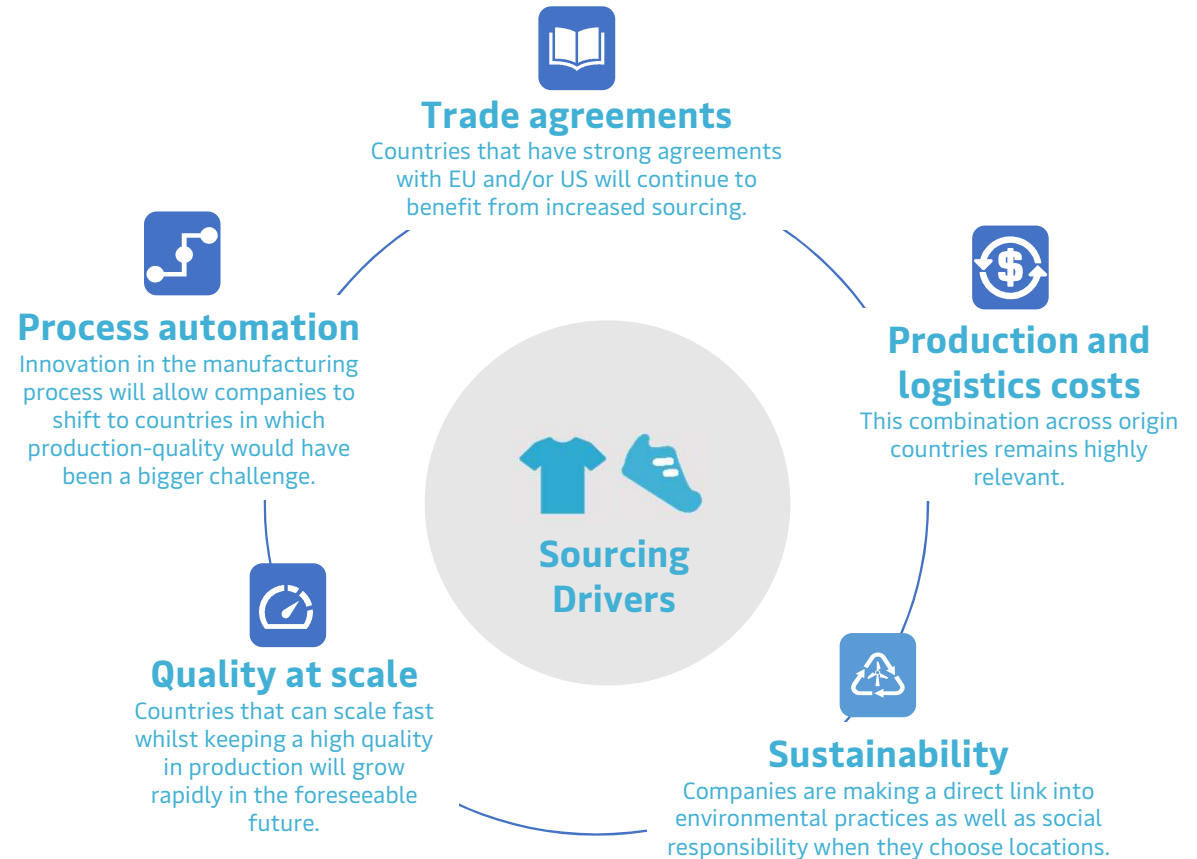 Trade agreements
Countries that have strong agreements
with EU and/or US will continue to
benefit from increased sourcing.
Process automation
Innovation in the manufacturing
process will allow companies to
shift to countries in which
production-quality would have
been a bigger challenge.
Production and
logistics costs
This combination across origin
countries remains highly
relevant.
$
Sourcing
Drivers
Quality at scale
Countries that can scale fast
whilst keeping a high quality
in production will grow
rapidly in the foreseeable
future.
Sustainability
Companies are making a direct link into
environmental practices as well as social
responsibility when they choose locations.